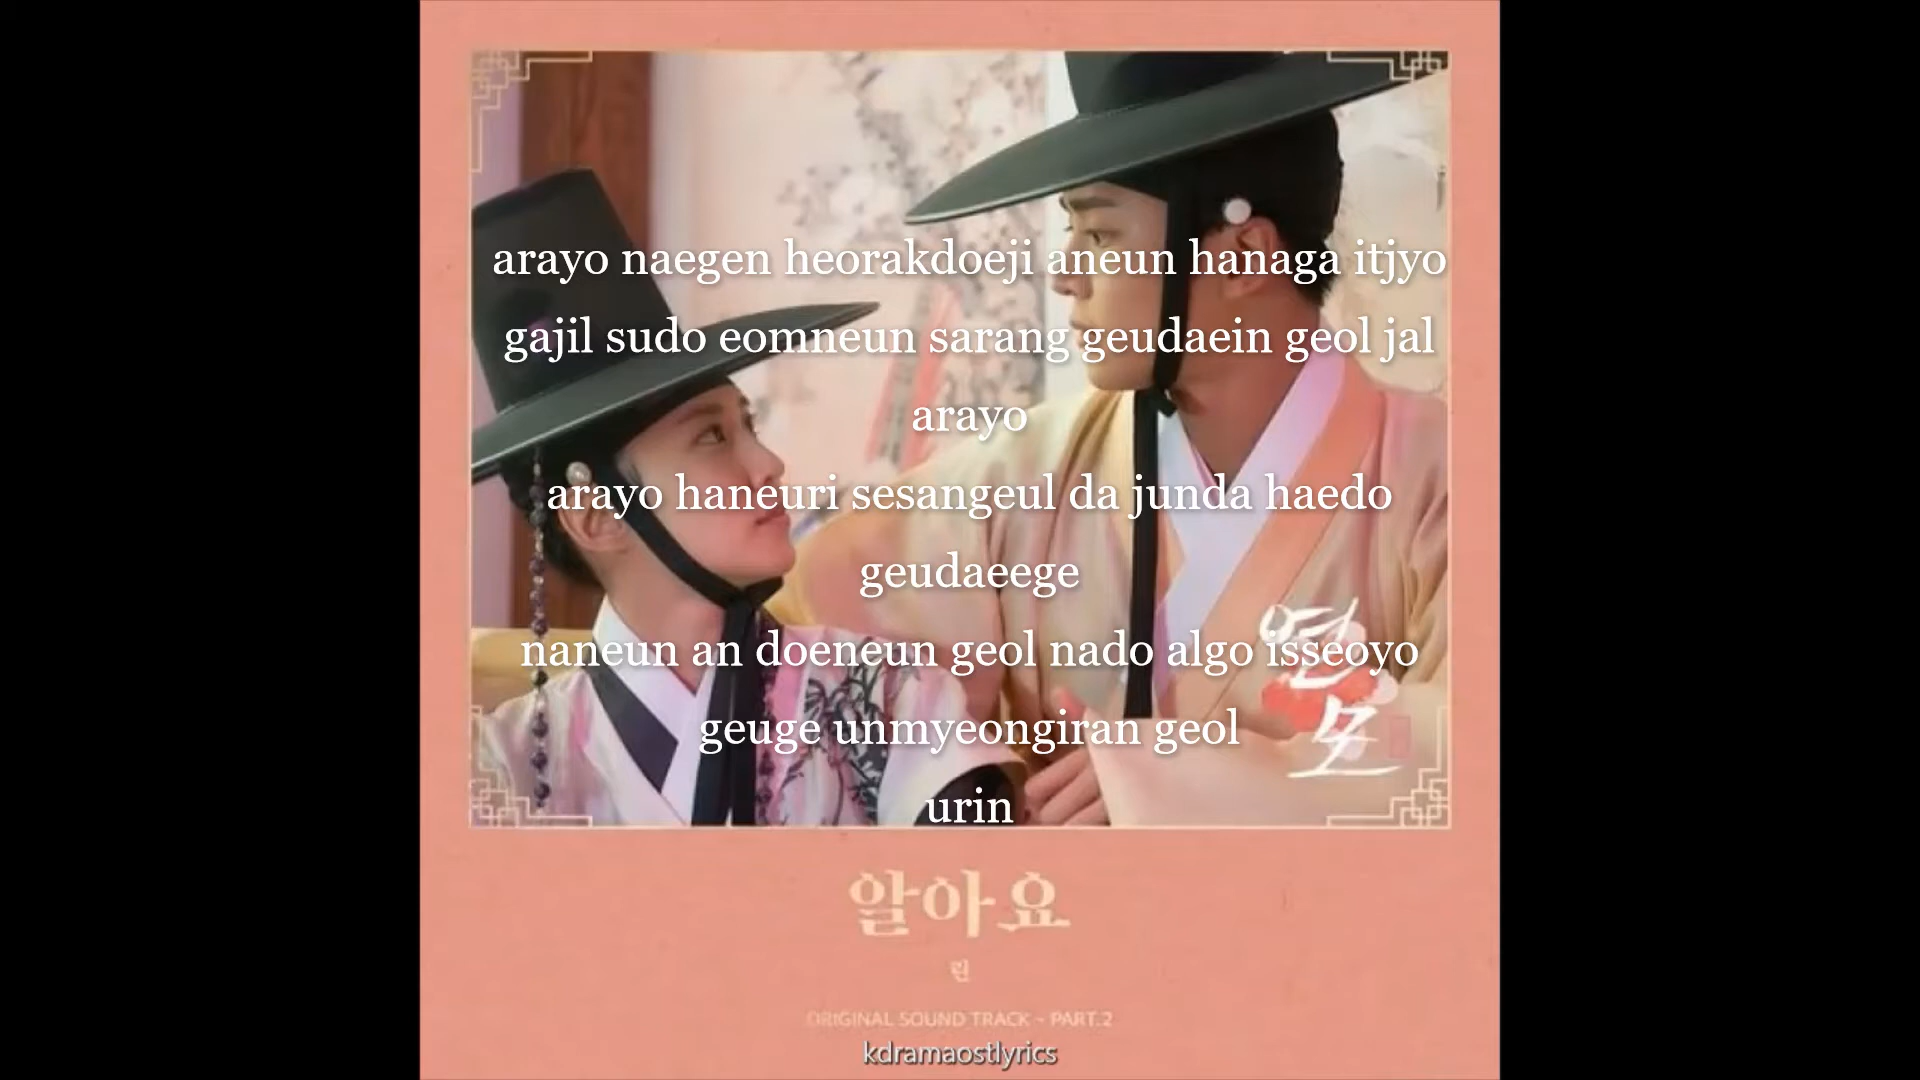 arayo naegen heorakdoeji aneun hanaga itjyo
gajil sudo eomneun sarang geudaein geol jal
arayo
arayo haneuri sesangeul da junda haedo
geudaeege
naneun an doeneun geol nado algo isseoyo
geuge unmyeongiran geol
urin
연모
알아요
린
ORIGINAL SOUND TRACK - PART.2
kdramaostlyrics